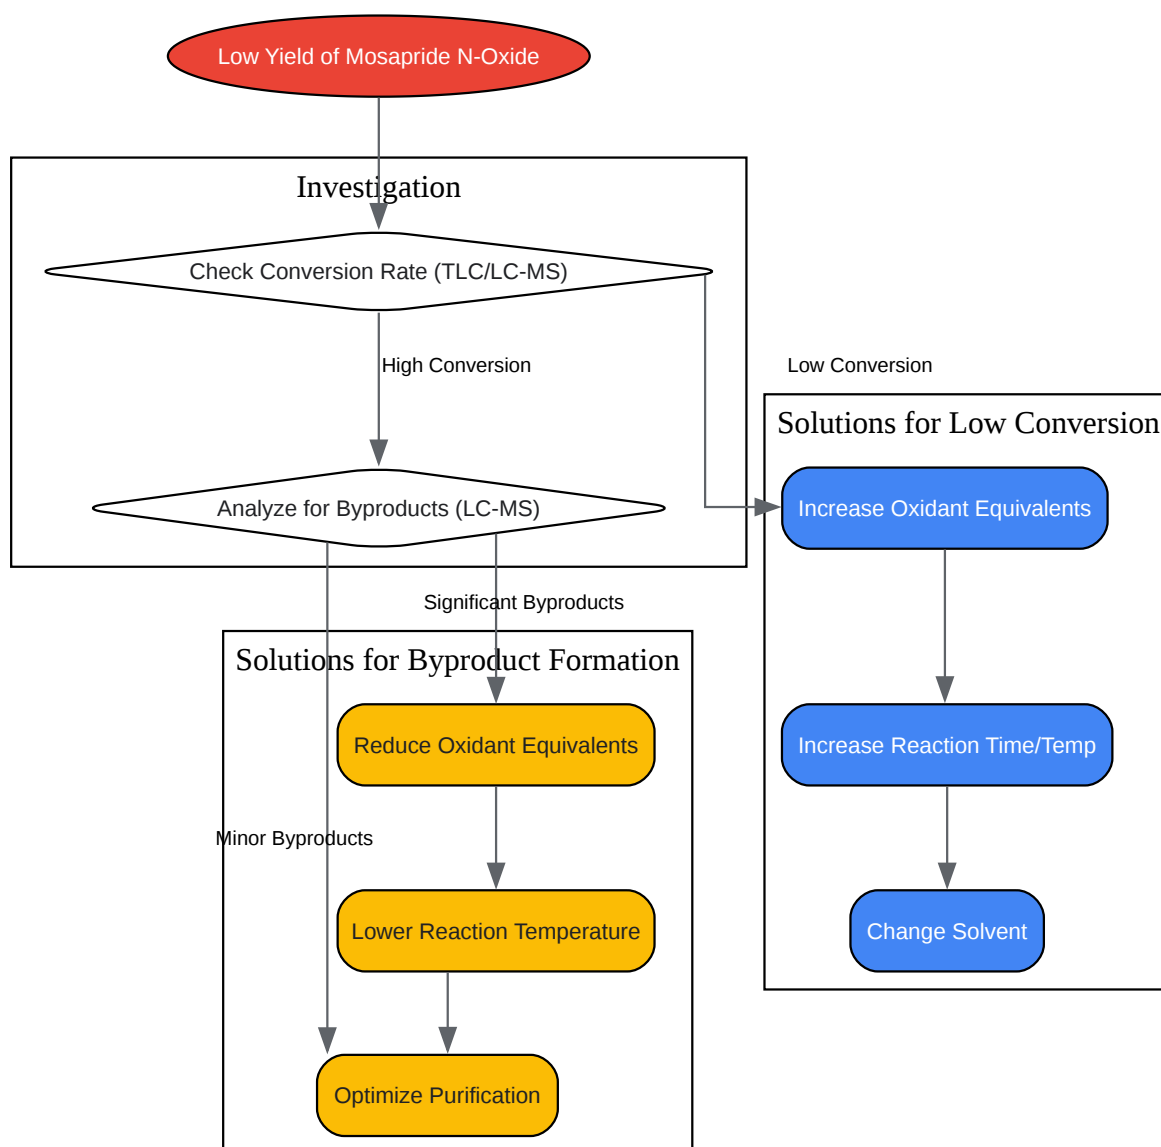 Low Yield of Mosapride N-Oxide
Investigation
Check Conversion Rate (TLC/LC-MS)
High Conversion
Low Conversion
Analyze for Byproducts (LC-MS)
Solutions for Low Conversion
Increase Oxidant Equivalents
Significant Byproducts
Solutions for Byproduct Formation
Reduce Oxidant Equivalents
Increase Reaction Time/Temp
Minor Byproducts
Lower Reaction Temperature
Change Solvent
Optimize Purification